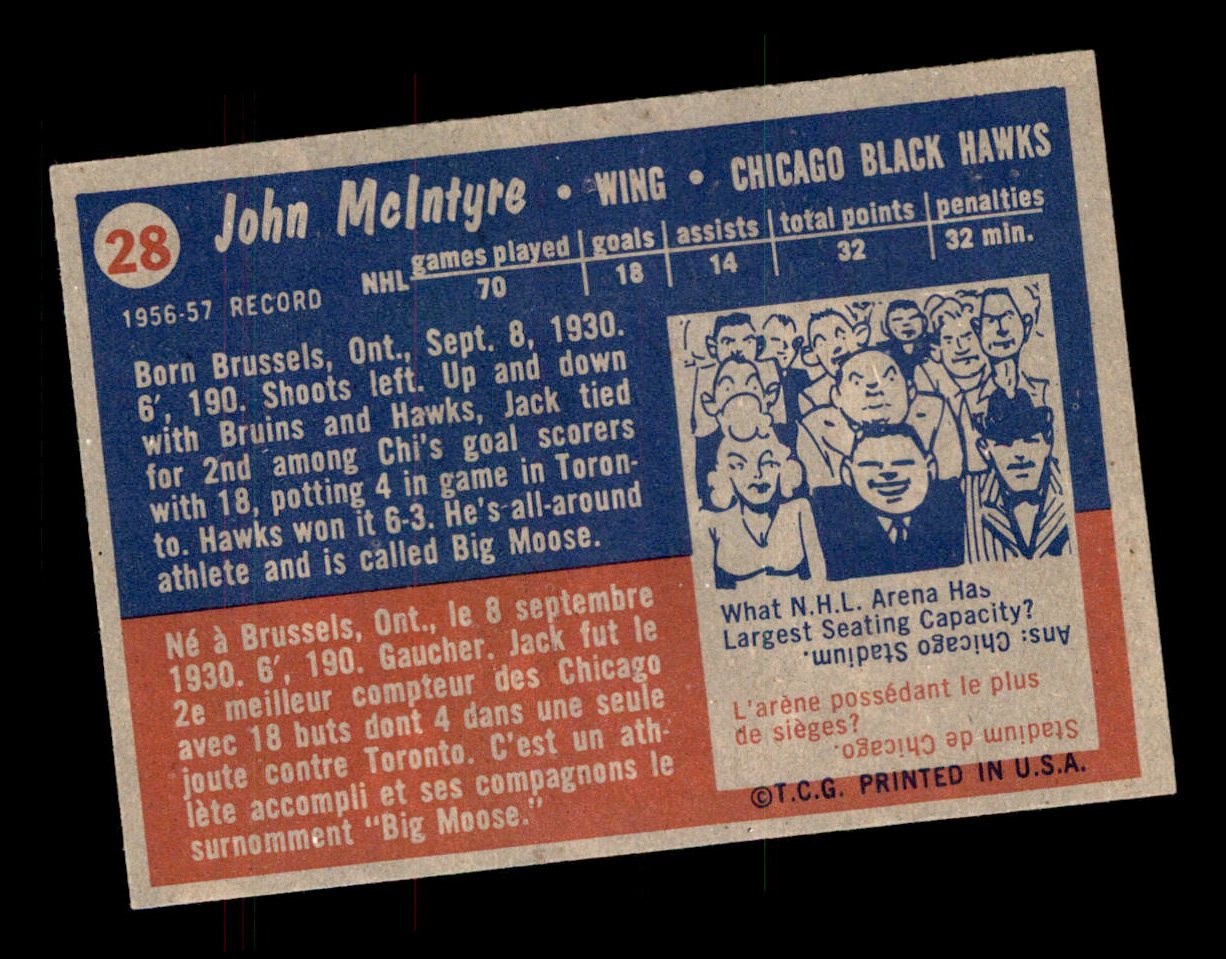 28 John McIntyre • WING • CHICAGO BLACK HAWKS
games played goals assists total points penalties
1956-57 RECORD NHL 70 18 14 32 32 min.
Born Brussels, Ont., Sept. 8, 1930.
6', 190. Shoots left. Up and down
with Bruins and Hawks, Jack tied
for 2nd among Chi's goal scorers
with 18, potting 4 in game in Toron-
to. Hawks won it 6-3. He's all-around
athlete and is called Big Moose.
Né à Brussels, Ont., le 8 septembre
1930. 6', 190. Gaucher. Jack fut le
2e meilleur compteur des Chicago
avec 18 buts dont 4 dans une seule
joute contre Toronto. C'est un ath-
lète accompli et ses compagnons le
surnomment "Big Moose."
What N.H.L. Arena Has
Largest Seating Capacity?
Ans: Chicago Stadium.
L'arène possédant le plus
de sièges?
Stadium de Chicago.
©T.C.G. PRINTED IN U.S.A.